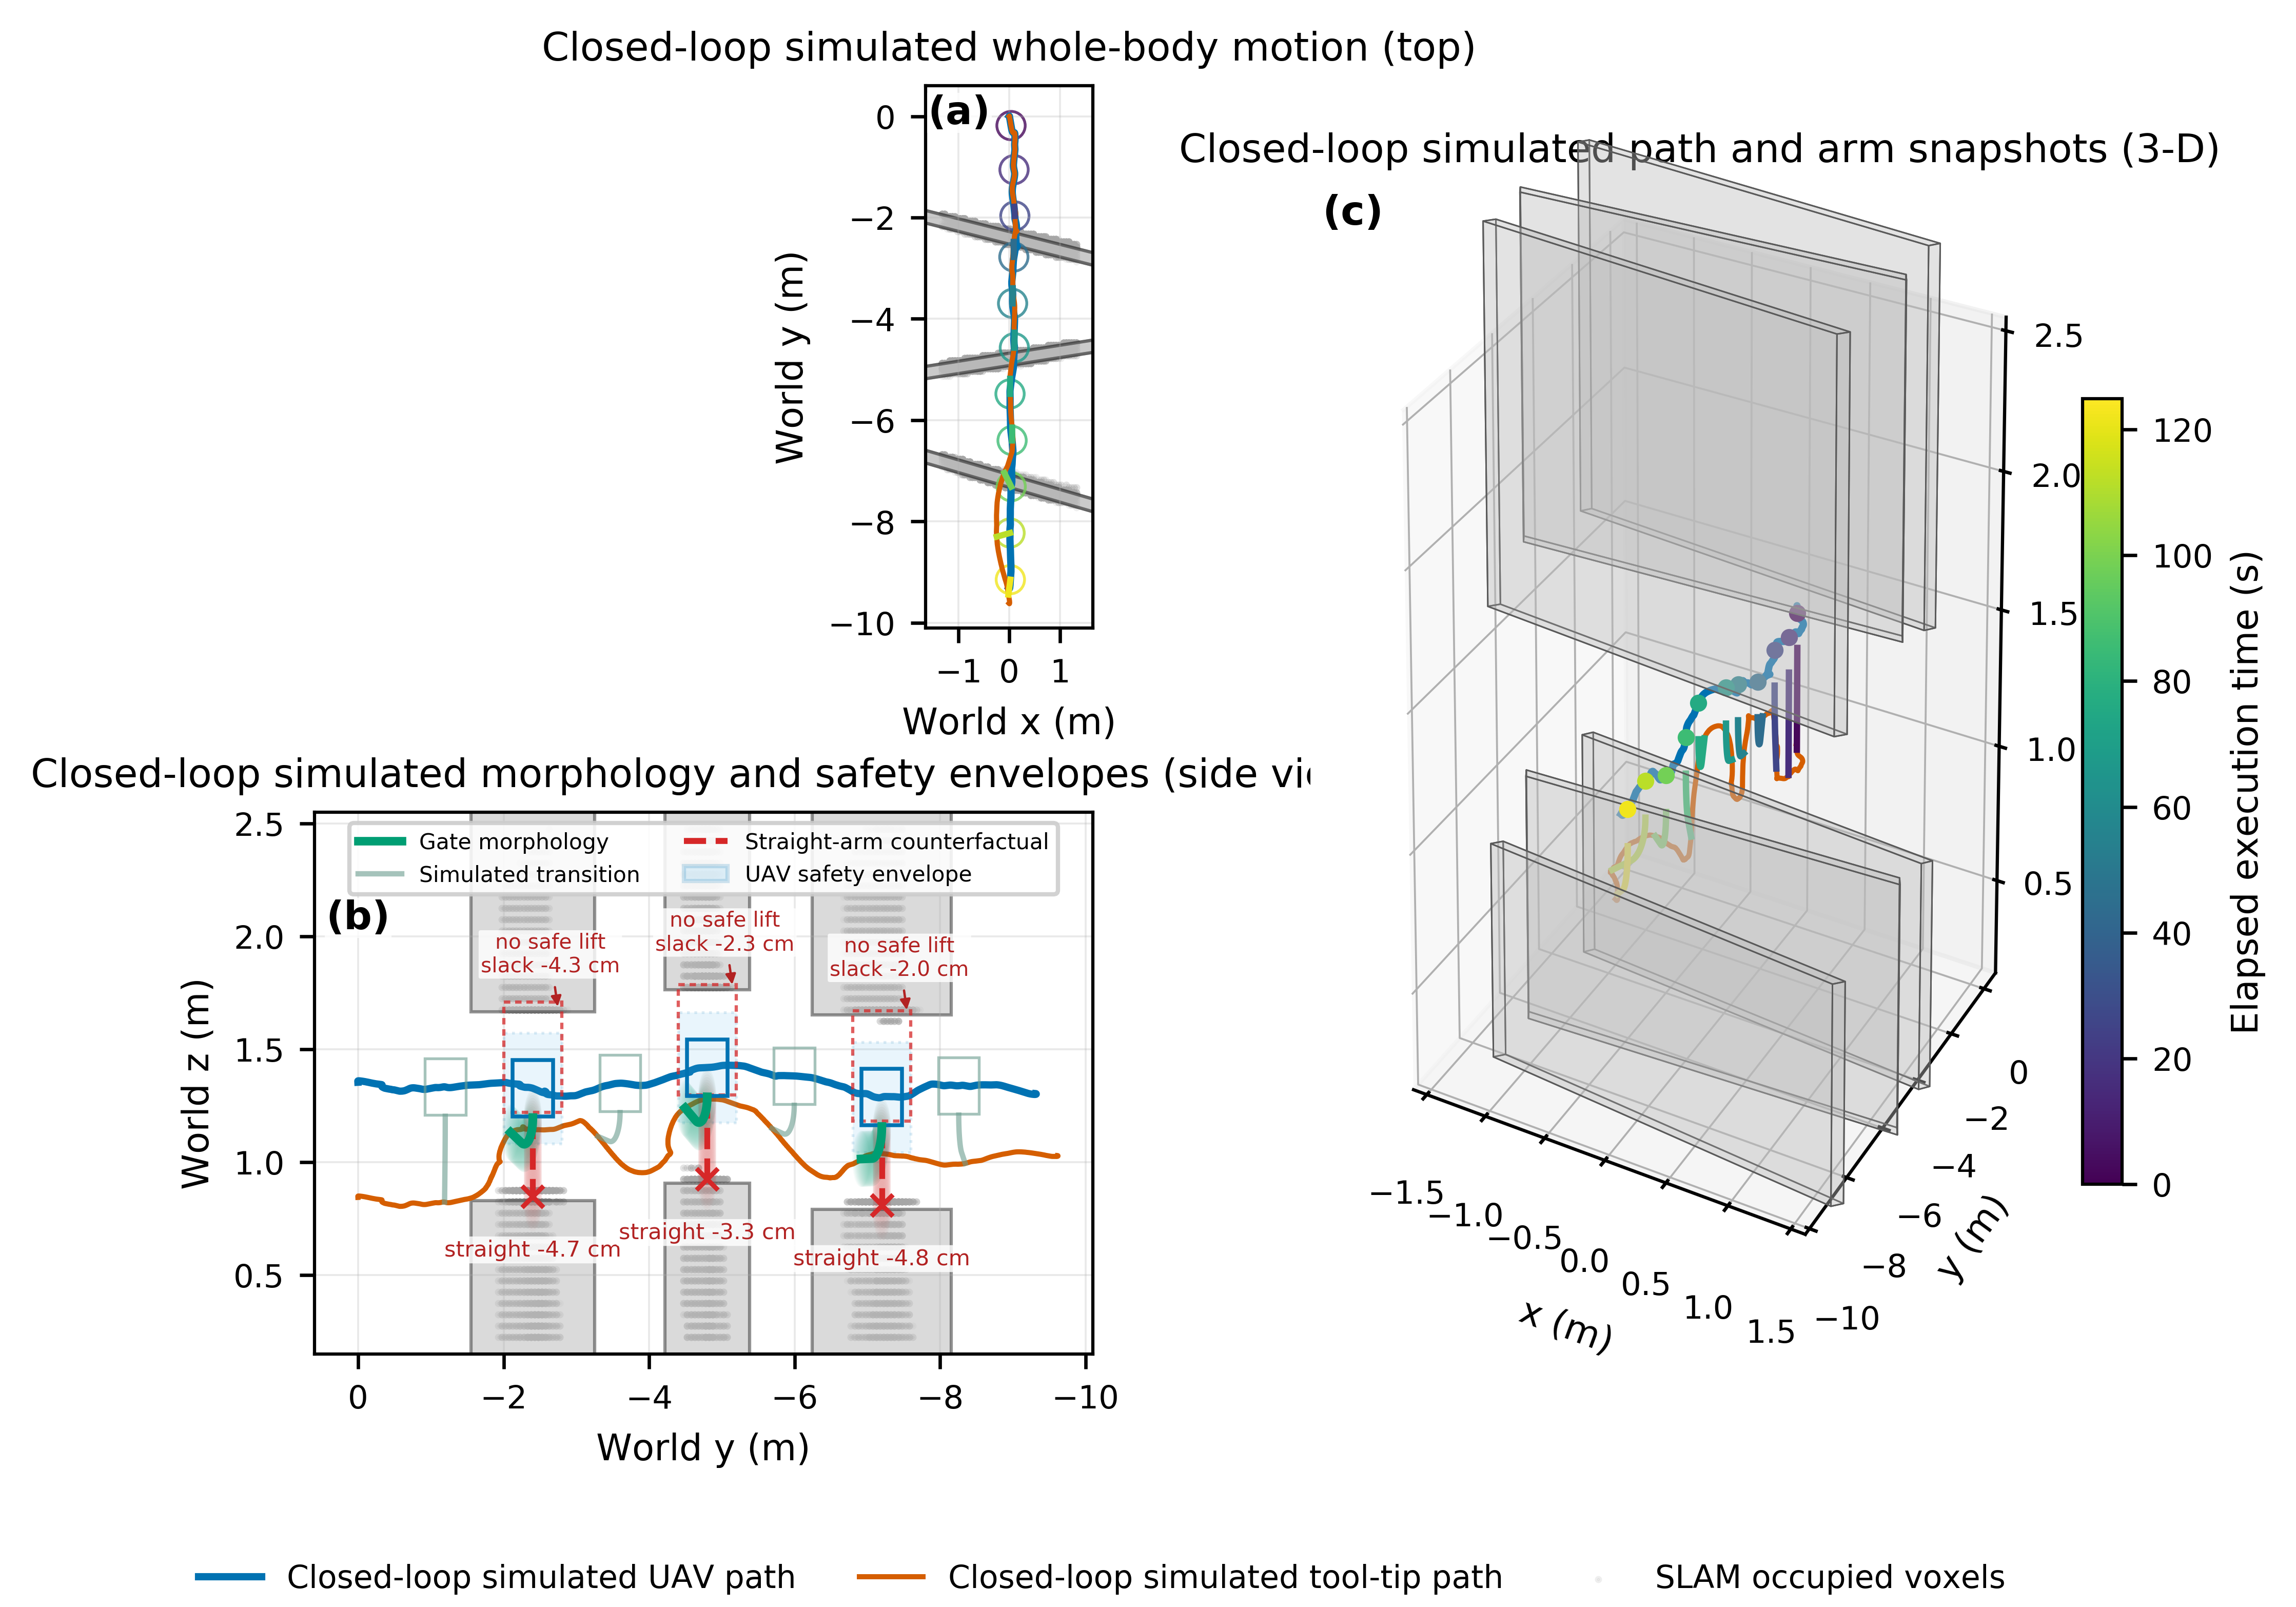 Closed-loop simulated whole-body motion (top)
(a)
0
−2
−4
−6
−8
−10
World y (m)
−1 0 1
World x (m)
Closed-loop simulated morphology and safety envelopes (side vie
2.5
2.0
1.5
1.0
0.5
World z (m)
Gate morphology
Simulated transition
Straight-arm counterfactual
UAV safety envelope
(b)
no safe lift
slack -4.3 cm
no safe lift
slack -2.3 cm
no safe lift
slack -2.0 cm
straight -4.7 cm
straight -3.3 cm
straight -4.8 cm
0 −2 −4 −6 −8 −10
World y (m)
Closed-loop simulated path and arm snapshots (3-D)
(c)
2.5
2.0
1.5
1.0
0.5
0
−2
−4
−6
−8
−10
y (m)
−1.5
−1.0
−0.5
0.0
0.5
1.0
1.5
x (m)
120
100
80
60
40
20
0
Elapsed execution time (s)
Closed-loop simulated UAV path
Closed-loop simulated tool-tip path
SLAM occupied voxels